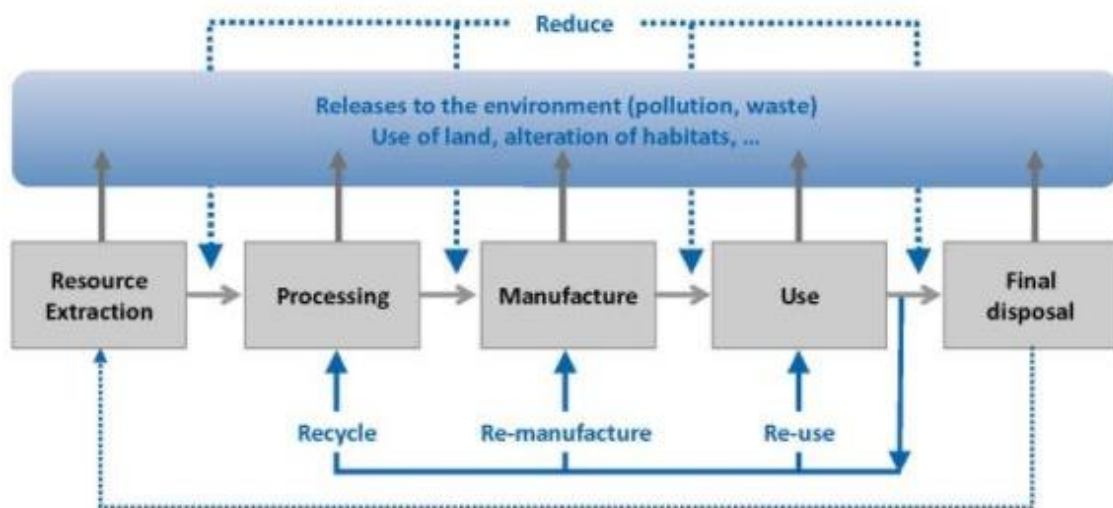 Reduce
Releases to the environment (pollution, waste)
Use of land, alteration of habitats, ...
Resource
Extraction
Processing
Manufacture
Use
Final
disposal
Recycle
Re-manufacture
Re-use